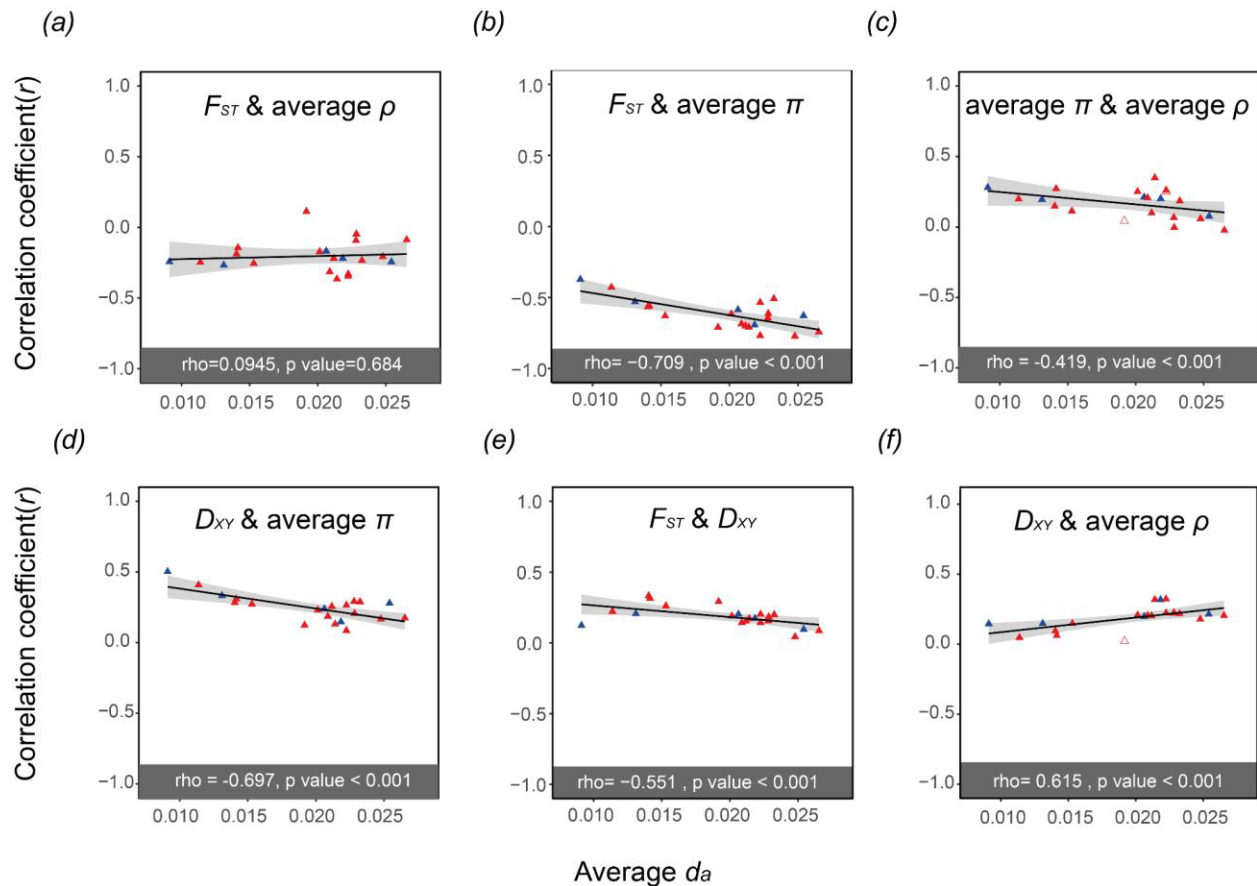 (a)
(b)
(c)
Correlation coefficient(r)
1.0
0.5
0.0
−0.5
−1.0
FST & average ρ
rho=0.0945, p value=0.684
0.010 0.015 0.020 0.025
1.0
0.5
0.0
−0.5
−1.0
FST & average π
rho= −0.709 , p value < 0.001
0.010 0.015 0.020 0.025
1.0
0.5
0.0
−0.5
−1.0
average π & average ρ
rho = -0.419, p value < 0.001
0.010 0.015 0.020 0.025
(d)
(e)
(f)
Correlation coefficient(r)
1.0
0.5
0.0
−0.5
−1.0
DXY & average π
rho = -0.697, p value < 0.001
0.010 0.015 0.020 0.025
1.0
0.5
0.0
−0.5
−1.0
FST & DXY
rho= −0.551 , p value < 0.001
0.010 0.015 0.020 0.025
1.0
0.5
0.0
−0.5
−1.0
DXY & average ρ
rho= 0.615 , p value < 0.001
0.010 0.015 0.020 0.025
Average da